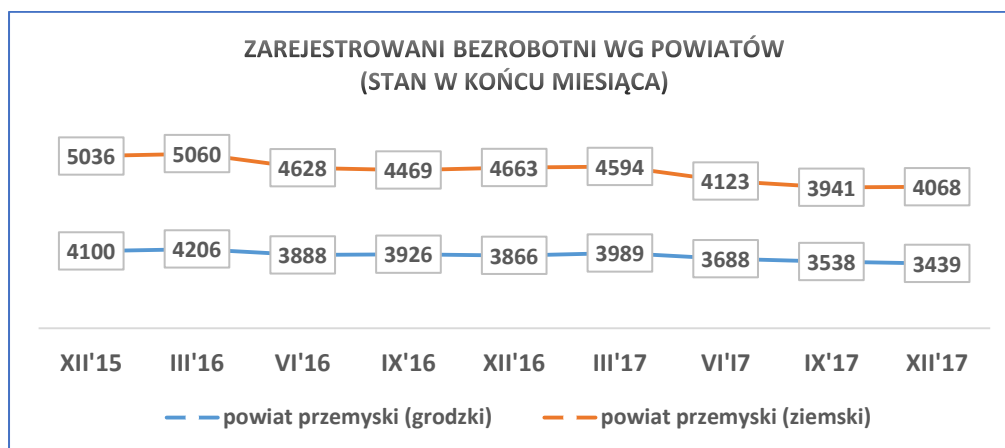 ZAREJESTROWANI BEZROBOTNI WG POWIATÓW
(STAN W KOŃCU MIESIĄCA)
5036 5060 4628 4469 4663 4594 4123 3941 4068
4100 4206 3888 3926 3866 3989 3688 3538 3439
XII'15 III'16 VI'16 IX'16 XII'16 III'17 VI'I7 IX'17 XII'17
powiat przemyski (grodzki) powiat przemyski (ziemski)